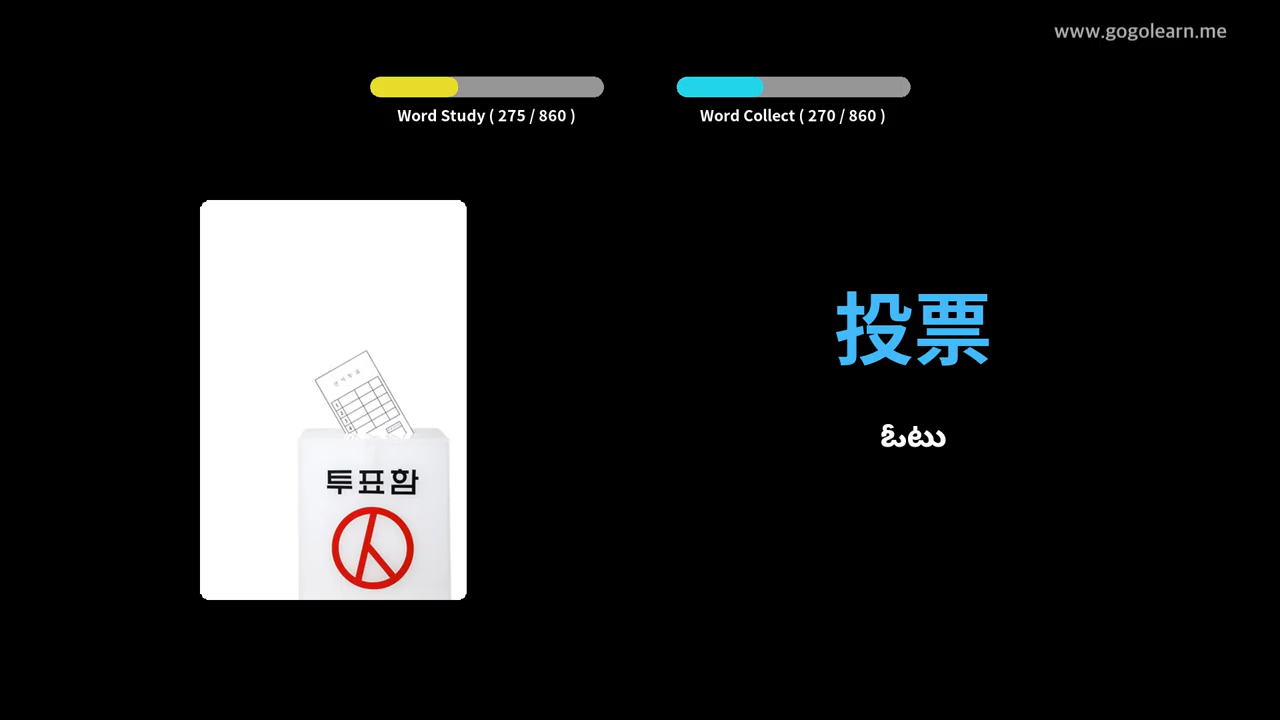 www.gogolearn.me
Word Study ( 275 / 860 )
Word Collect ( 270 / 860 )
投票
ఓటు
투표함